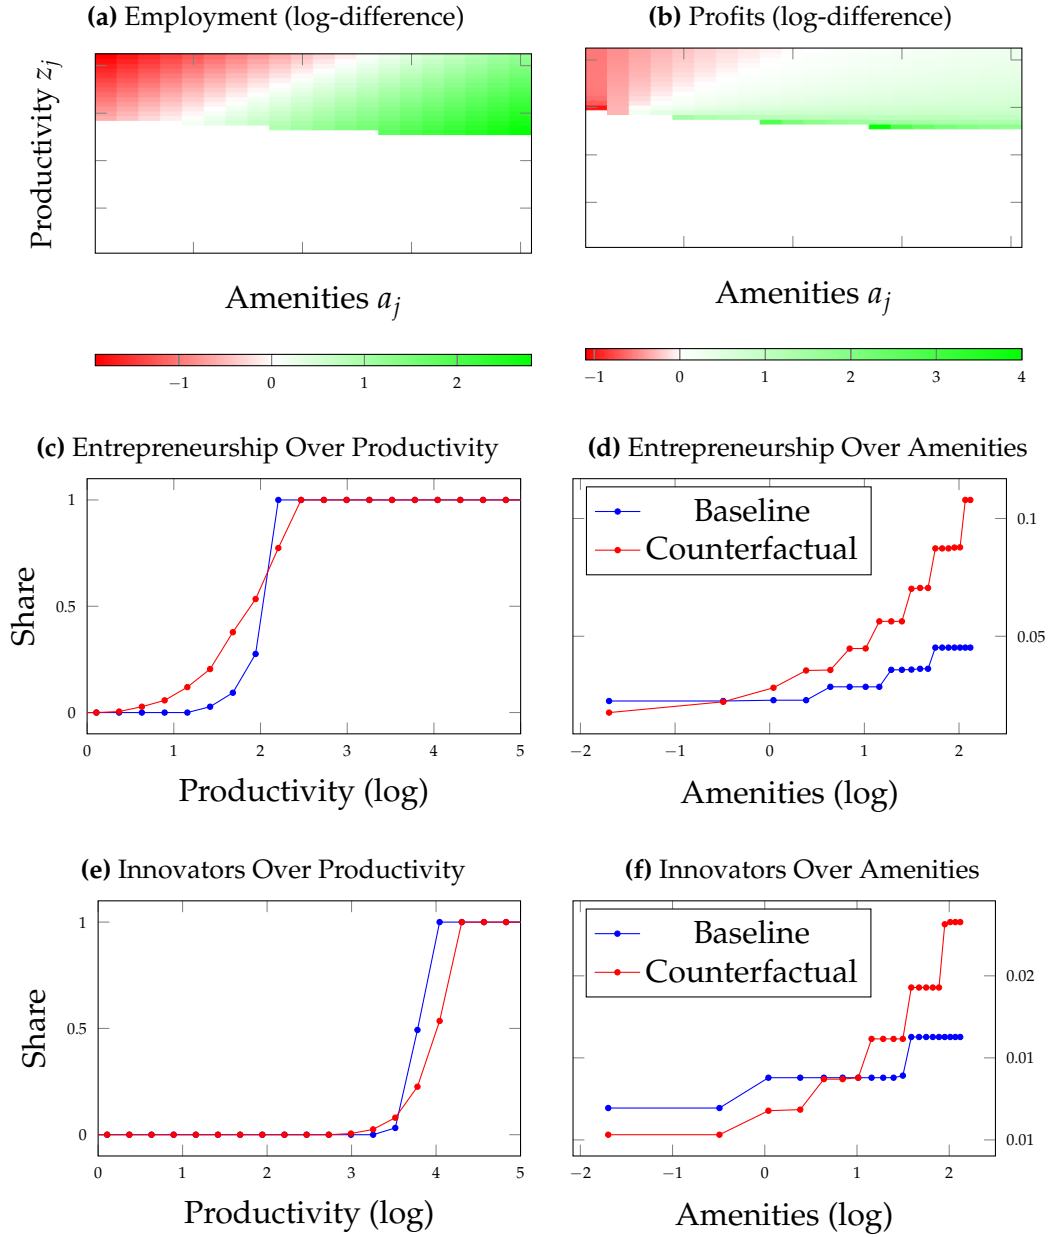 (a) Employment (log-difference)
(b) Profits (log-difference)
Productivity z_j
Amenities a_j
Amenities a_j
−1 0 1 2
−1 0 1 2 3 4
(c) Entrepreneurship Over Productivity
(d) Entrepreneurship Over Amenities
Share
1
0.5
0
0 1 2 3 4 5
Productivity (log)
Baseline
Counterfactual
0.1
0.05
−2 −1 0 1 2
Amenities (log)
(e) Innovators Over Productivity
(f) Innovators Over Amenities
Share
1
0.5
0
0 1 2 3 4 5
Productivity (log)
Baseline
Counterfactual
0.02
0.01
0.01
−2 −1 0 1 2
Amenities (log)